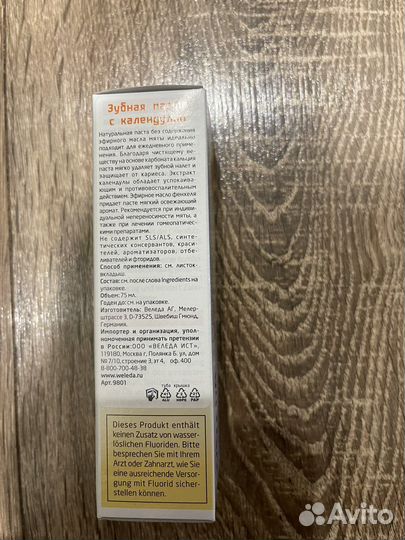 Зубная паста
с календулой
Натуральная паста без содержания
эфирного масла мяты идеально
подходит для ежедневного приме-
нения. Благодаря чистящему ве-
ществу на основе карбоната кальция
паста мягко удаляет зубной налет и
защищает от кариеса. Экстракт
календулы обладает успокаива-
ющим и противовоспалительным
действием. Эфирное масло фенхеля
придает пасте мягкий освежающий
аромат. Рекомендуется при индиви-
дуальной непереносимости мяты, а
также при лечении гомеопатически-
ми препаратами.
Не содержит SLS/ALS, синте-
тических консервантов, краси-
телей, ароматизаторов, отбе-
ливателей и фторидов.
Способ применения: см. листок-
вкладыш.
Состав: см. после слова Ingredients на
упаковке.
Объем: 75 мл.
Годен до: см. на упаковке.
Изготовитель: Веледа АГ, Мелер-
штрассе 3, D-73525, Швебиш Гмюнд,
Германия.
Импортер и организация, упол-
номоченная принимать претензии
в России: ООО «ВЕЛЕДА ИСТ»,
119180, Москва г, Полянка Б. ул, дом
№ 7/10, строение 3, эт 4, оф. 400
8-800-700-48-38
www.weleda.ru
Арт. 9801
туба крышка
ALU HDPE PAP
Dieses Produkt enthält
keinen Zusatz von wasser-
löslichen Fluoriden. Bitte
besprechen Sie mit Ihrem
Arzt oder Zahnarzt, wie Sie
eine ausreichende Versor-
gung mit Fluorid sicher-
stellen können.
Avito